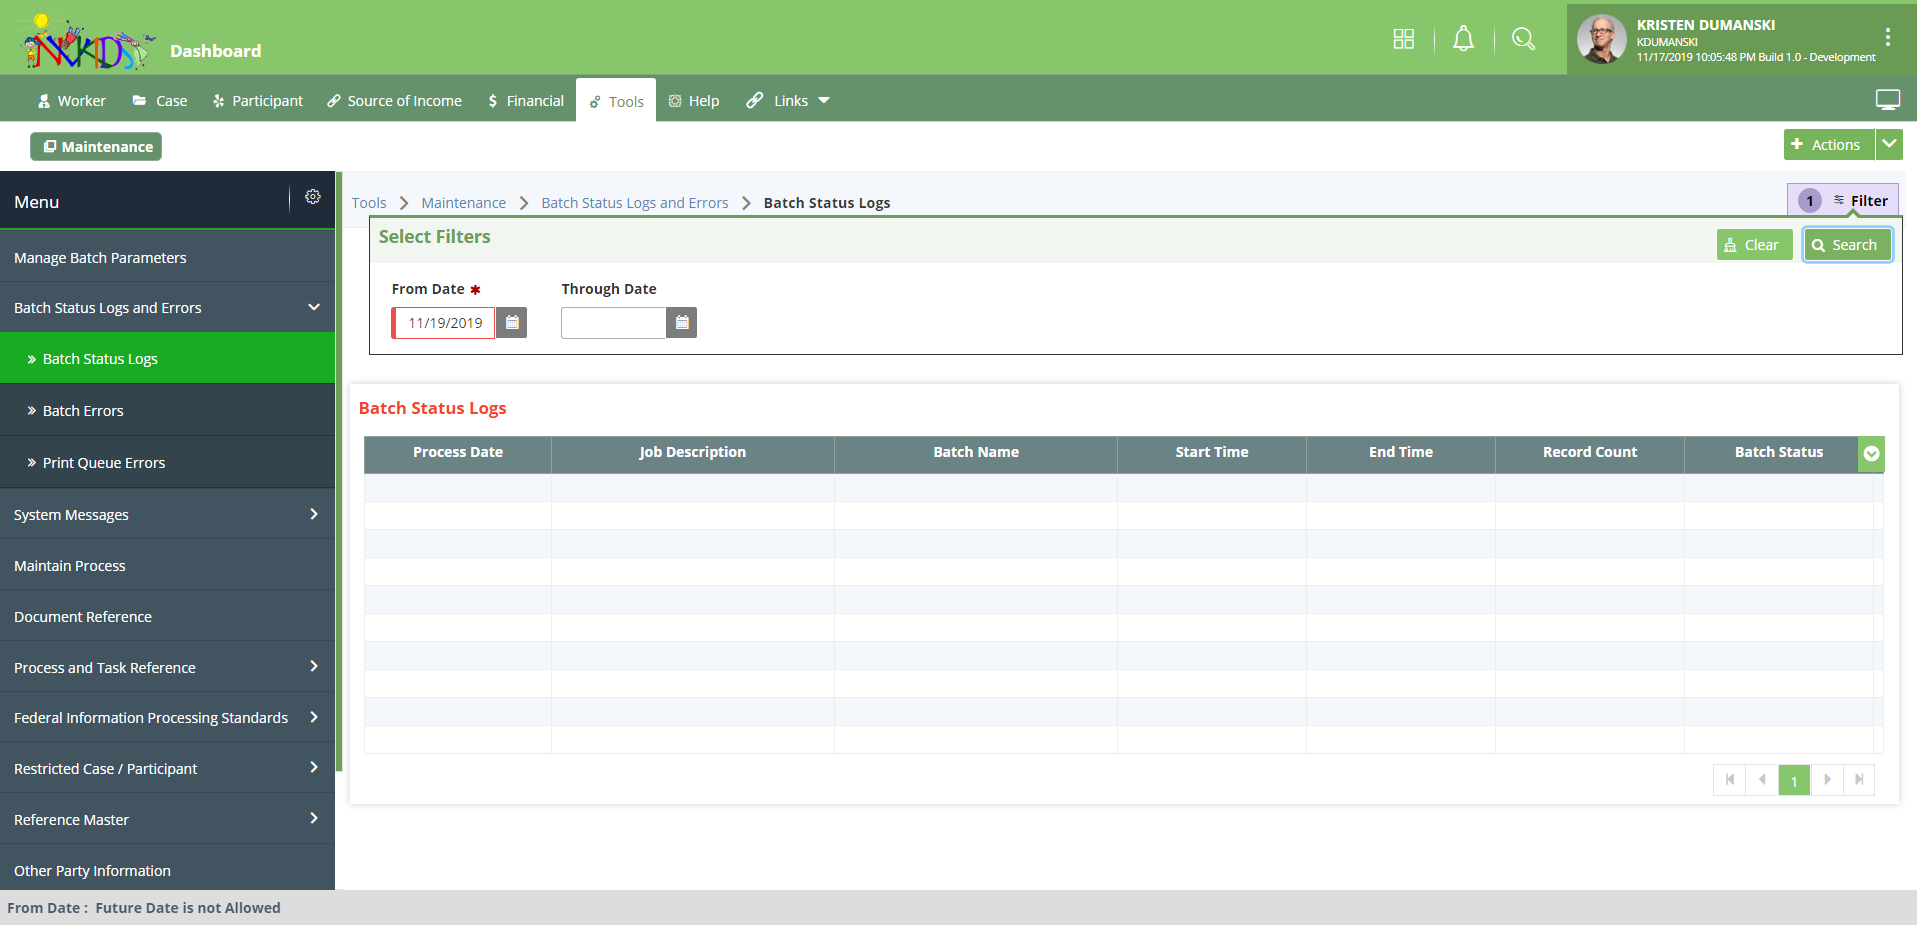 NVKIDS
Dashboard
KRISTEN DUMANSKI
KDUMANSKI
11/17/2019 10:05:48 PM Build 1.0 - Development
Worker
Case
Participant
Source of Income
$ Financial
Tools
Help
Links
Maintenance
+ Actions
Menu
Tools > Maintenance > Batch Status Logs and Errors > Batch Status Logs
1 Filter
Select Filters
Clear
Search
From Date *
Through Date
11/19/2019
Manage Batch Parameters
Batch Status Logs and Errors
» Batch Status Logs
» Batch Errors
» Print Queue Errors
System Messages
Maintain Process
Document Reference
Process and Task Reference
Federal Information Processing Standards
Restricted Case / Participant
Reference Master
Other Party Information
Batch Status Logs
Process Date
Job Description
Batch Name
Start Time
End Time
Record Count
Batch Status
1
From Date : Future Date is not Allowed